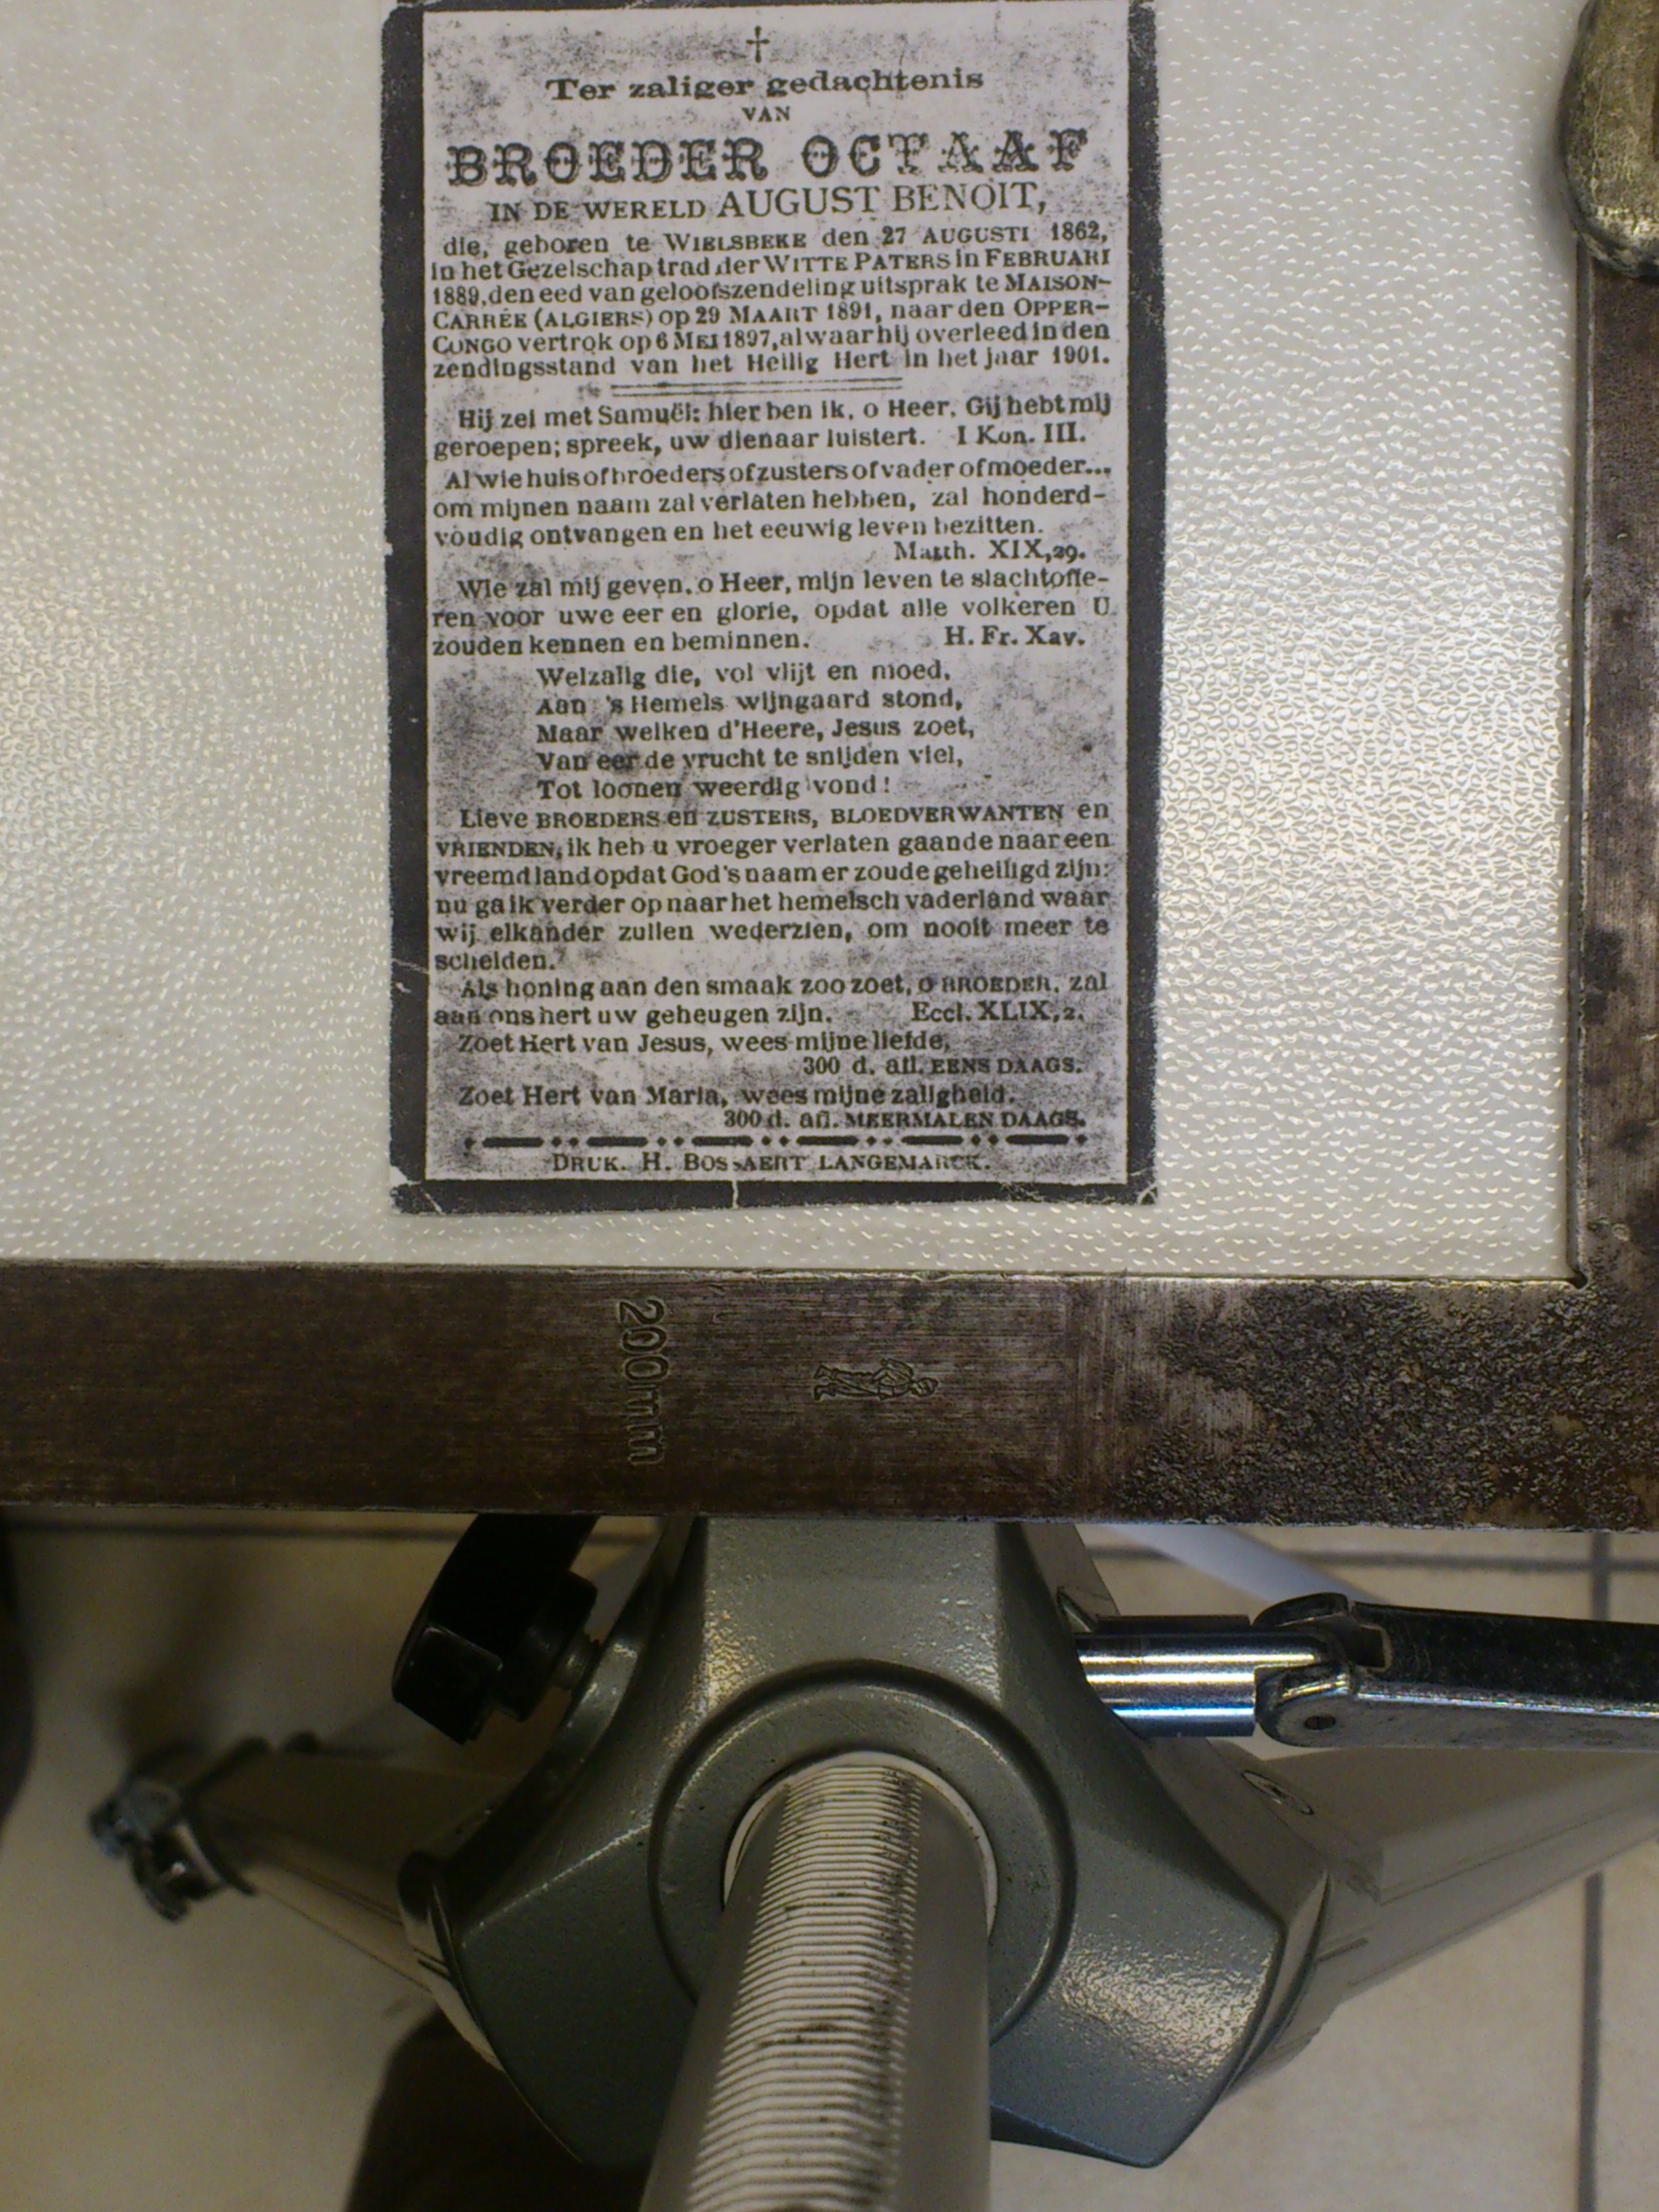 †
Ter zaliger gedachtenis
VAN
BROEDER OCTAAF
IN DE WERELD AUGUST BENOIT,
die, geboren te WIELSBEKE den 27 AUGUSTI 1862,
in het Gezelschap trad der WITTE PATERS in FEBRUARI
1889, den eed van geloofszendeling uitsprak te MAISON-
CARRÉE (ALGIERS) op 29 MAART 1891, naar den OPPER-
CONGO vertrok op 6 MEI 1897, alwaar hij overleed in den
zendingsstand van het Heilig Hert in het jaar 1901.
Hij zei met Samuël: hier ben ik, o Heer, Gij hebt mij
geroepen; spreek, uw dienaar luistert. I Kon. III.
Al wie huis of broeders of zusters of vader of moeder...
om mijnen naam zal verlaten hebben, zal honderd-
voudig ontvangen en het eeuwig leven bezitten.
Matth. XIX,29.
Wie zal mij geven, o Heer, mijn leven te slachtoffe-
ren voor uwe eer en glorie, opdat alle volkeren U
zouden kennen en beminnen. H. Fr. Xav.
Welzalig die, vol vlijt en moed,
Aan 's Hemels wijngaard stond,
Maar welken d'Heere, Jesus zoet,
Van eer de vrucht te snijden viel,
Tot loonen weerdig vond !
Lieve BROEDERS en ZUSTERS, BLOEDVERWANTEN en
VRIENDEN, ik heb u vroeger verlaten gaande naar een
vreemd land opdat God's naam er zoude geheiligd zijn:
nu ga ik verder op naar het hemelsch vaderland waar
wij elkander zullen wederzien, om nooit meer te
scheiden.
Als honing aan den smaak zoo zoet, o BROEDER, zal
aan ons hert uw geheugen zijn. Eccl. XLIX,2.
Zoet Hert van Jesus, wees mijne liefde,
300 d. afl. EENS DAAGS.
Zoet Hert van Maria, wees mijne zaligheid.
300 d. afl. MEERMALEN DAAGS.
DRUK. H. BOSSAERT LANGEMARCK.
200mm